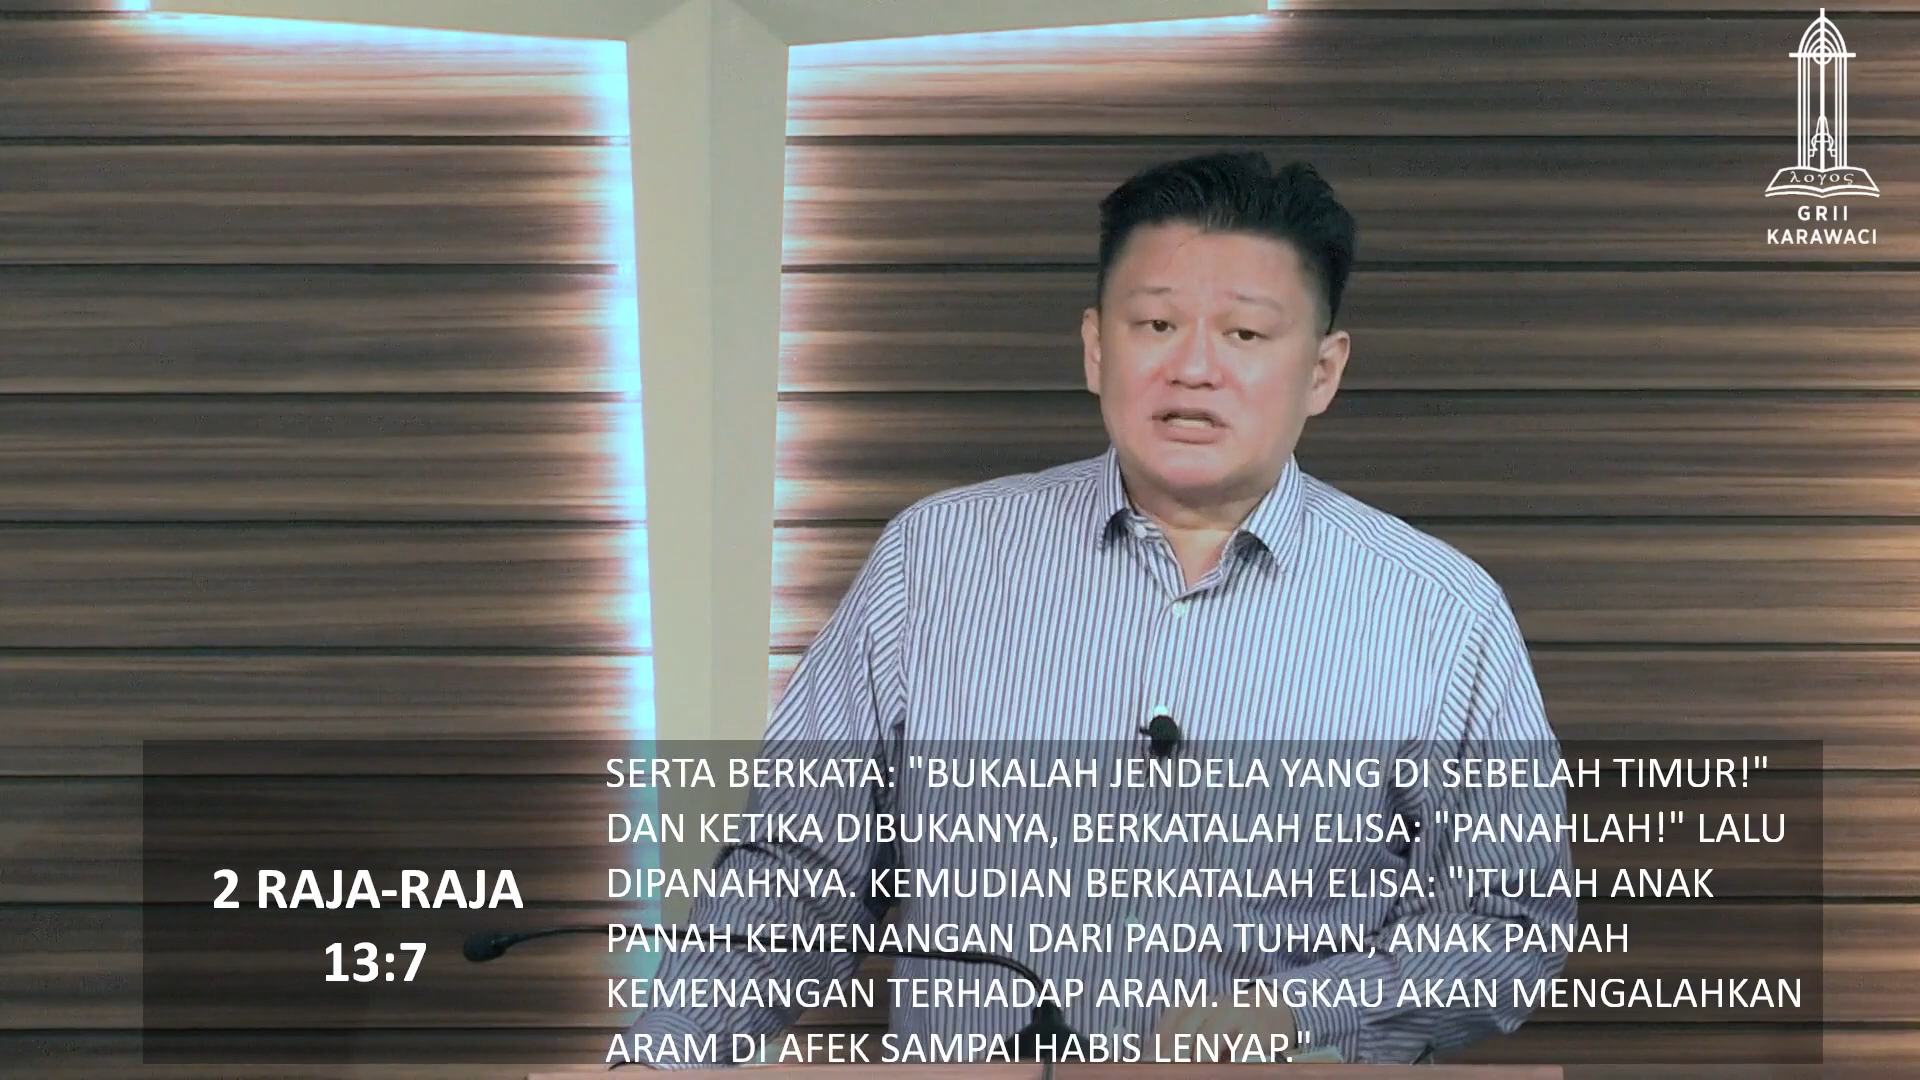 λογος
GRII
KARAWACI
2 RAJA-RAJA
13:7
SERTA BERKATA: "BUKALAH JENDELA YANG DI SEBELAH TIMUR!"
DAN KETIKA DIBUKANYA, BERKATALAH ELISA: "PANAHLAH!" LALU
DIPANAHNYA. KEMUDIAN BERKATALAH ELISA: "ITULAH ANAK
PANAH KEMENANGAN DARI PADA TUHAN, ANAK PANAH
KEMENANGAN TERHADAP ARAM. ENGKAU AKAN MENGALAHKAN
ARAM DI AFEK SAMPAI HABIS LENYAP."